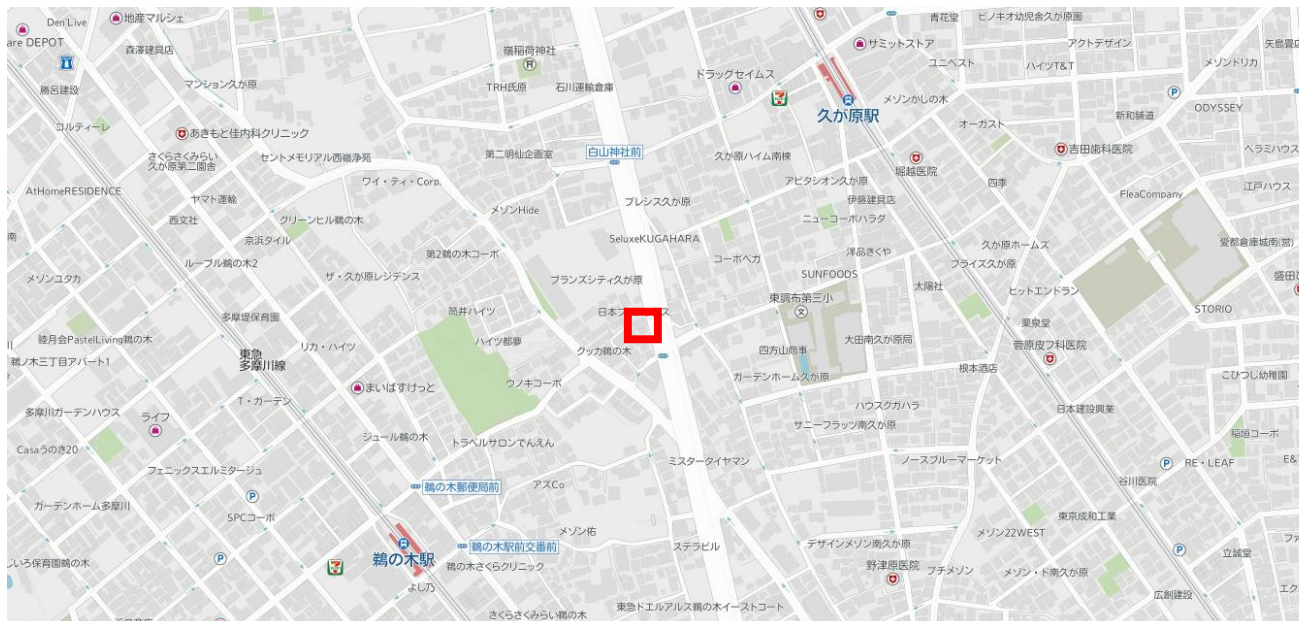 Den'Live
地産マルシェ
are DEPOT
森澤建具店
勝呂建設
マンション久が原
コルティーレ
あきもと佳内科クリニック
さくらさくみらい
久が原第二園舎
セントメモリアル西嶺浄苑
AtHomeRESIDENCE
ヤマト運輸
西文社
グリーンヒル鵜の木
京浜タイル
ルーブル鵜の木2
南
メゾンユタカ
ザ・久が原レジデンス
嶺稲荷神社
TRH氏原
石川運輸倉庫
第二明仙企画室
白山神社前
ワイ・ティ・Corp.
メゾンHide
プレシス久が原
第2鵜の木コーポ
SeluxeKUGAHARA
ブランズシティ久が原
ドラッグセイムス
サミットストア
青花堂
ピノキオ幼児舎久が原園
アクトデザイン
矢島畳店
ユニベスト
ハイツT&T
メゾンドリカ
久が原駅
メゾンかしの木
ODYSSEY
新和舗道
オーガスト
久が原ハイム南棟
堀越医院
吉田歯科医院
ヘラミハウス
アビタシオン久が原
四季
伊藤建具店
FleaCompany
江戸ハウス
ニューコーポハラダ
コーポベガ
洋品きくや
久が原ホームズ
愛都倉庫城南(営)
SUNFOODS
プライズ久が原
盛田
太陽社
ヒットエンドラン
東調布第三小
STORIO
栗泉堂
多摩堤保育園
筒井ハイツ
睦月会PastelLiving鵜の木
リカ・ハイツ
ハイツ都夢
クッカ鵜の木
四方山商事
大田南久が原局
菅原皮フ科医院
鵜ノ木三丁目アパート1
東急
多摩川線
ウノキコーポ
ガーデンホーム久が原
根本酒店
こひつじ幼稚園
まいばすけっと
T・ガーデン
多摩川ガーデンハウス
ライフ
ハウスクガハラ
日本建設興業
サニーフラッツ南久が原
ジュール鵜の木
トラベルサロンでんえん
稲垣コーポ
Casaうのき20
ミスタータイヤマン
ノースブルーマーケット
RE・LEAF
フェニックスエルミタージュ
谷川医院
鵜の木郵便局前
アスCo
ガーデンホーム多摩川
SPCコーポ
東京成和工業
メゾン佑
メゾン22WEST
鵜の木駅前交番前
ステラビル
デザインメゾン南久が原
立誠堂
鵜の木駅
いろ保育園鵜の木
鵜の木さくらクリニック
野津原医院
プチメゾン
メゾン・ド南久が原
よし乃
広創建設
さくらさくみらい鵜の木
東急ドエルアルス鵜の木イーストコート